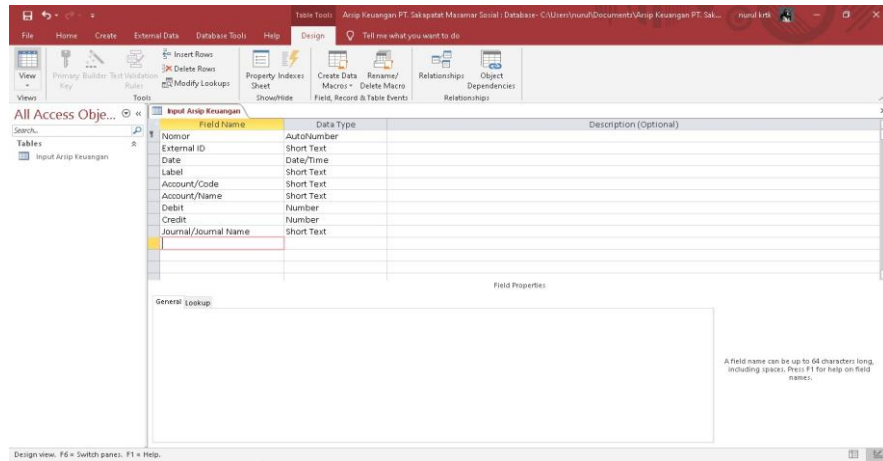 Table Tools Arsip Keuangan PT. Sakapatat Masamar Sosial : Database- C:\Users\nurul\Documents\Arsip Keuangan PT. Sak... nurul krtk
File Home Create External Data Database Tools Help Design Tell me what you want to do
View
Primary Key
Builder
Test Validation Rules
Insert Rows
Delete Rows
Modify Lookups
Property Sheet
Indexes
Create Data Macros
Rename/ Delete Macro
Relationships
Object Dependencies
Views Tools Show/Hide Field, Record & Table Events Relationships
All Access Obje...
Search...
Tables
Input Arsip Keuangan
Input Arsip Keuangan
Field Name Data Type Description (Optional)
Nomor AutoNumber
External ID Short Text
Date Date/Time
Label Short Text
Account/Code Short Text
Account/Name Short Text
Debit Number
Credit Number
Journal/Journal Name Short Text
Field Properties
General Lookup
A field name can be up to 64 characters long,
including spaces. Press F1 for help on field
names.
Design view. F6 = Switch panes. F1 = Help.